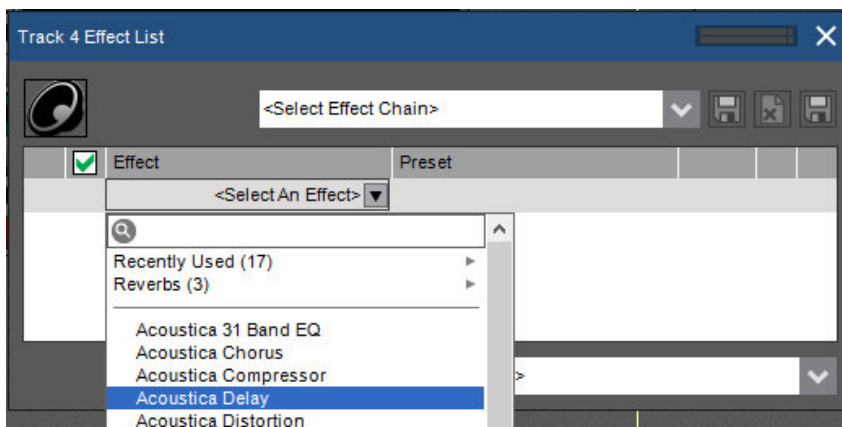 Track 4 Effect List
<Select Effect Chain>
Effect Preset
<Select An Effect>
Recently Used (17)
Reverbs (3)
Acoustica 31 Band EQ
Acoustica Chorus
Acoustica Compressor
>
Acoustica Delay
Acoustica Distortion